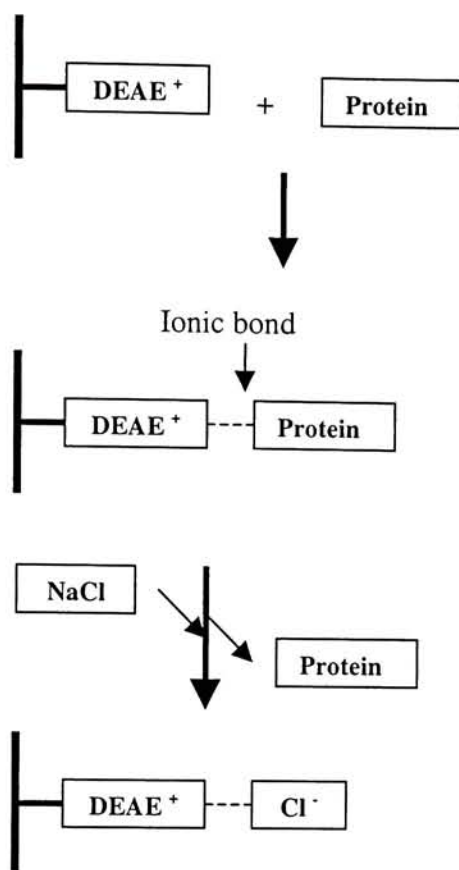 DEAE +
+
Protein
Ionic bond
DEAE +
Protein
NaCl
Protein
DEAE +
Cl -